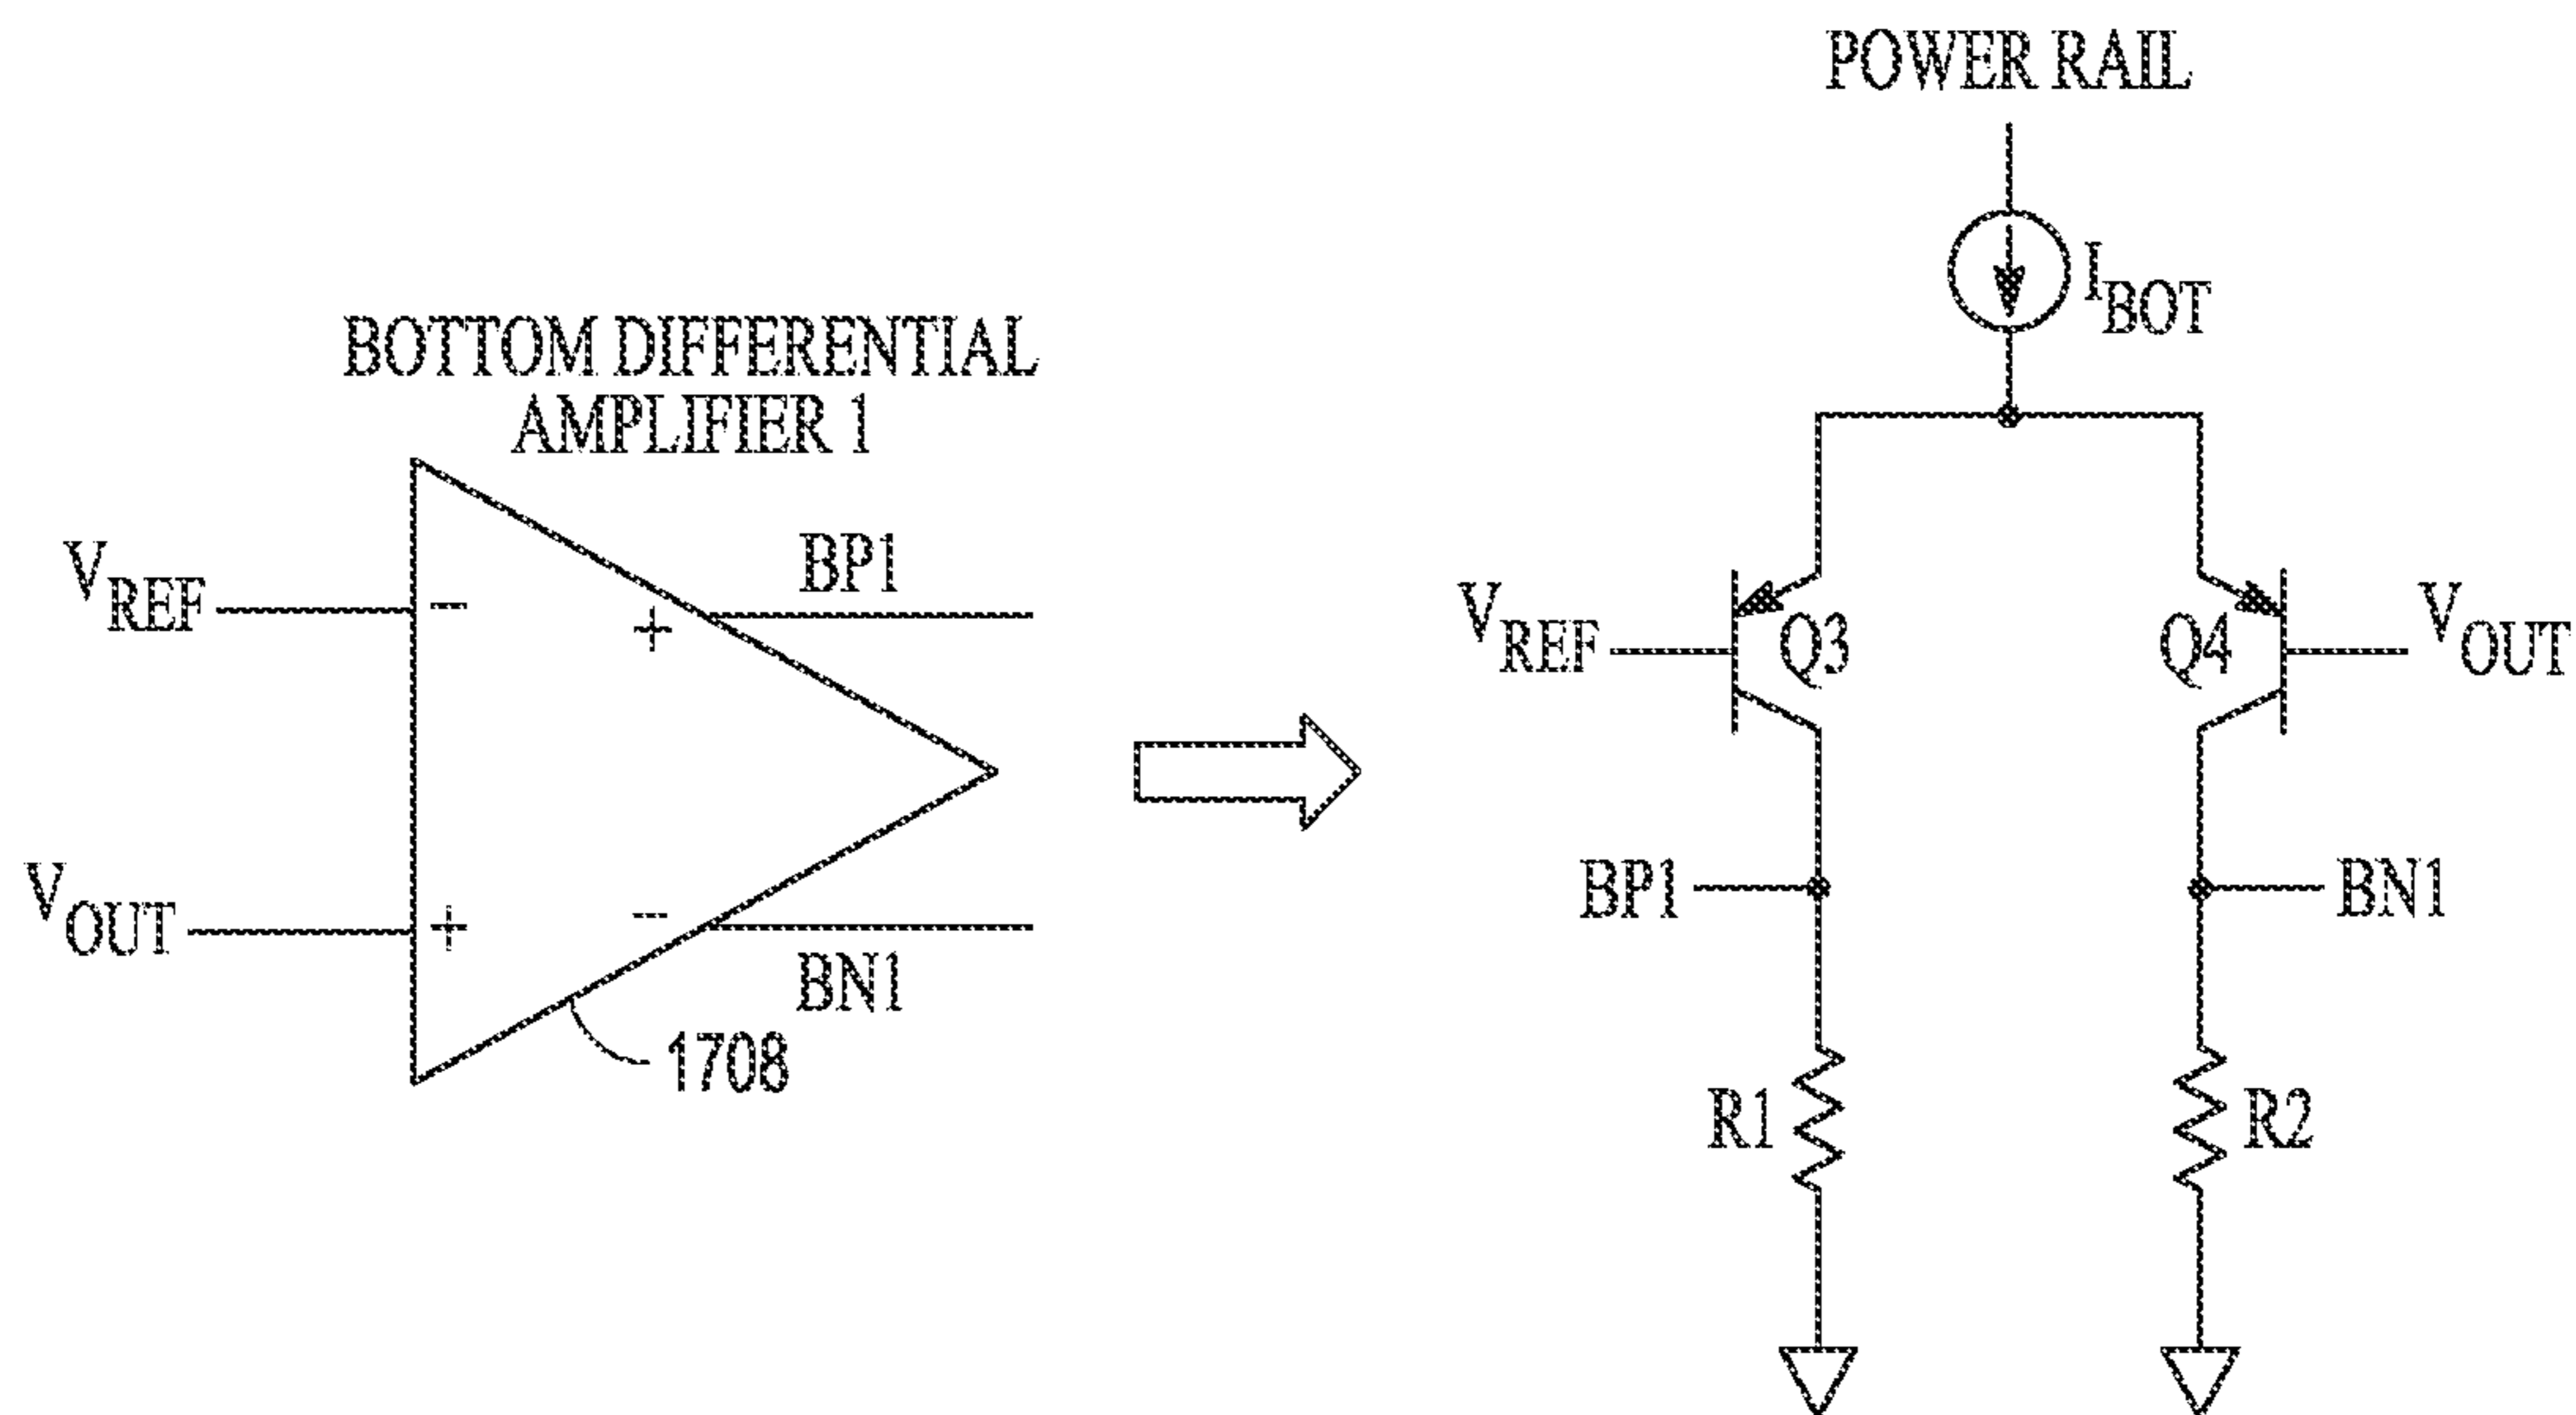 BOTTOM DIFFERENTIAL
AMPLIFIER 1
VREF
−
+
BP1
VOUT
+
−
BN1
1708
POWER RAIL
IBOT
VREF
Q3
Q4
VOUT
BP1
BN1
R1
R2